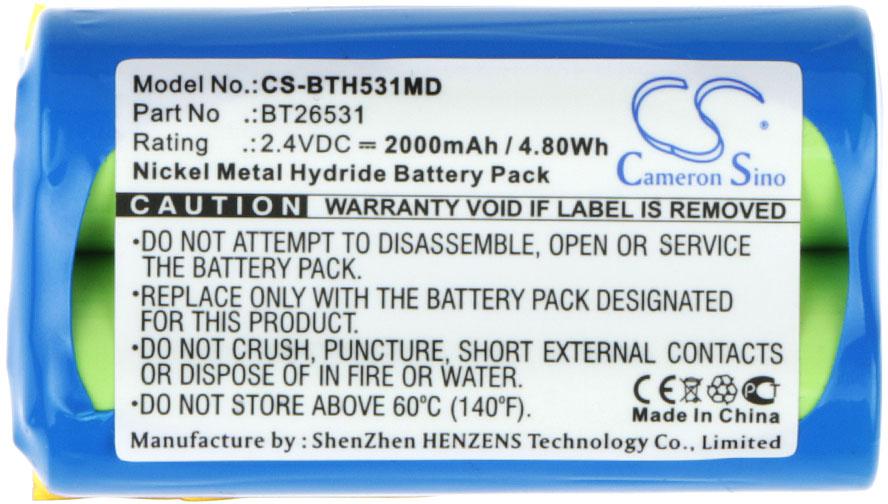 Model No.: CS-BTH531MD
Part No .: BT26531
Rating .: 2.4VDC ⎓ 2000mAh / 4.80Wh
Nickel Metal Hydride Battery Pack
CS
Cameron Sino
CAUTION WARRANTY VOID IF LABEL IS REMOVED
·DO NOT ATTEMPT TO DISASSEMBLE, OPEN OR SERVICE
THE BATTERY PACK.
·REPLACE ONLY WITH THE BATTERY PACK DESIGNATED
FOR THIS PRODUCT.
·DO NOT CRUSH, PUNCTURE, SHORT EXTERNAL CONTACTS
OR DISPOSE OF IN FIRE OR WATER.
·DO NOT STORE ABOVE 60°C (140°F).
CE PCT
Made In China
Manufacture by : ShenZhen HENZENS Technology Co., Limited